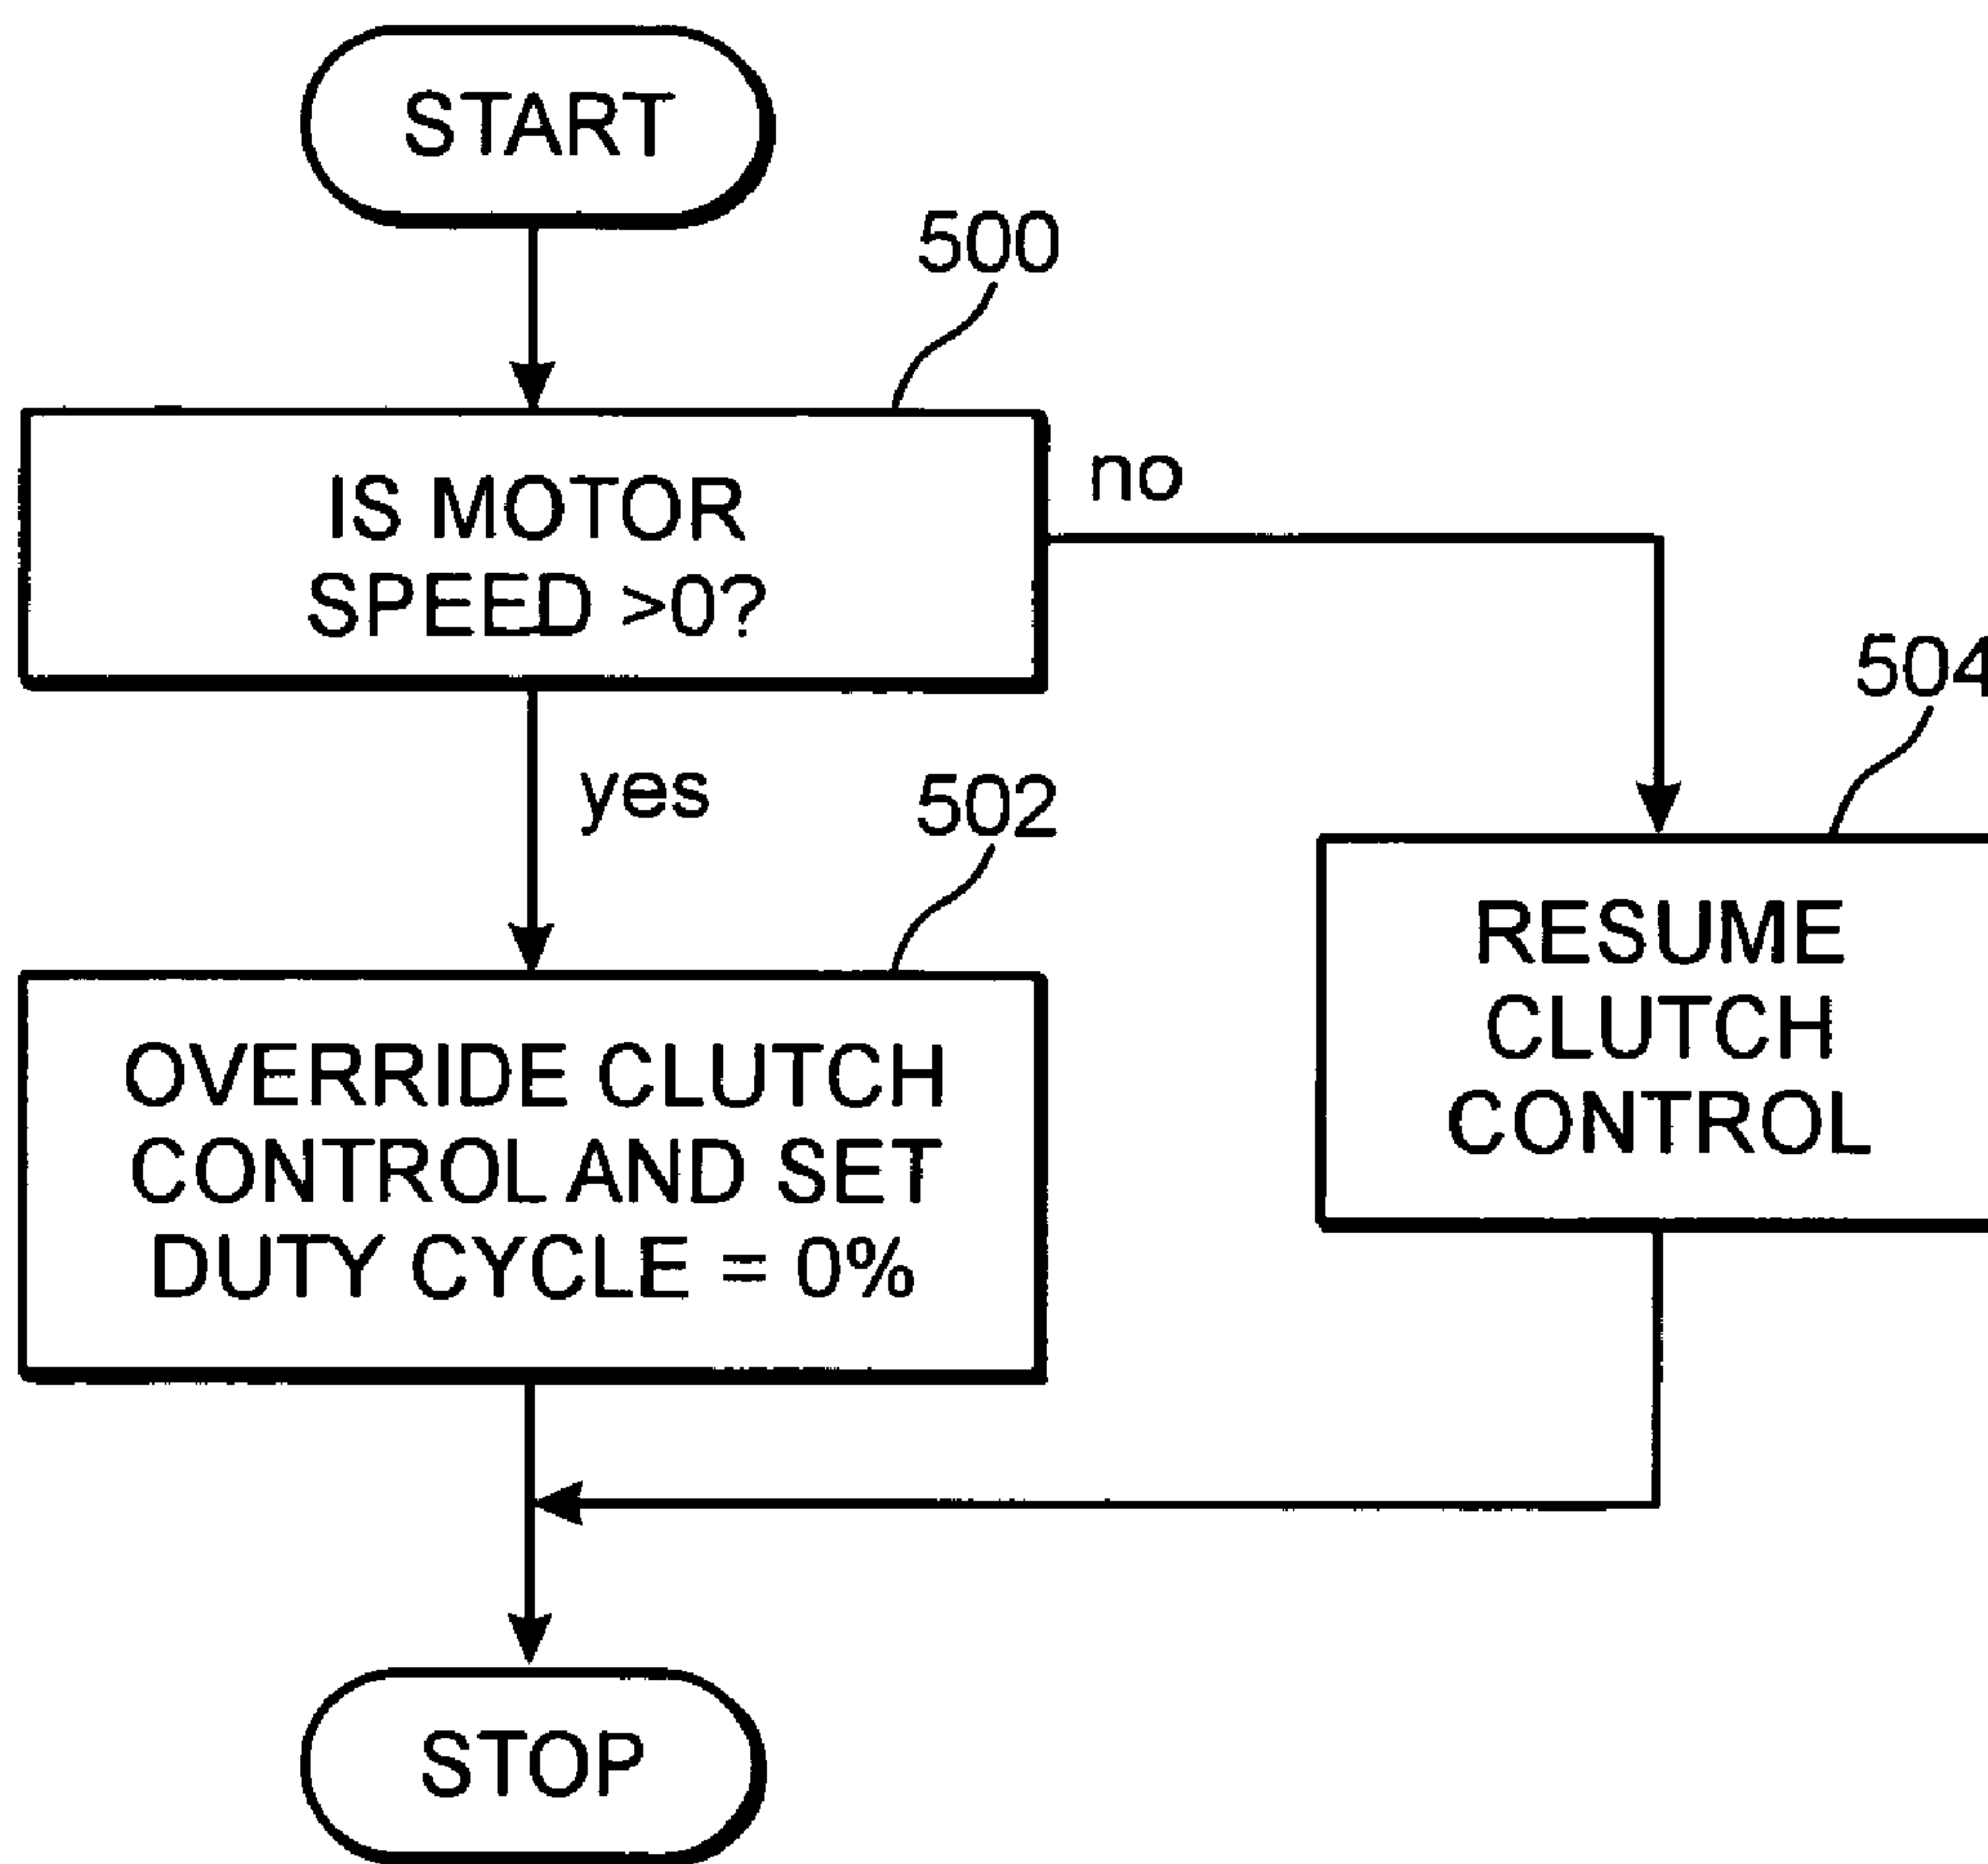 START
500
IS MOTOR
SPEED >0?
no
yes
502
504
OVERRIDE CLUTCH
CONTROL AND SET
DUTY CYCLE = 0%
RESUME
CLUTCH
CONTROL
STOP